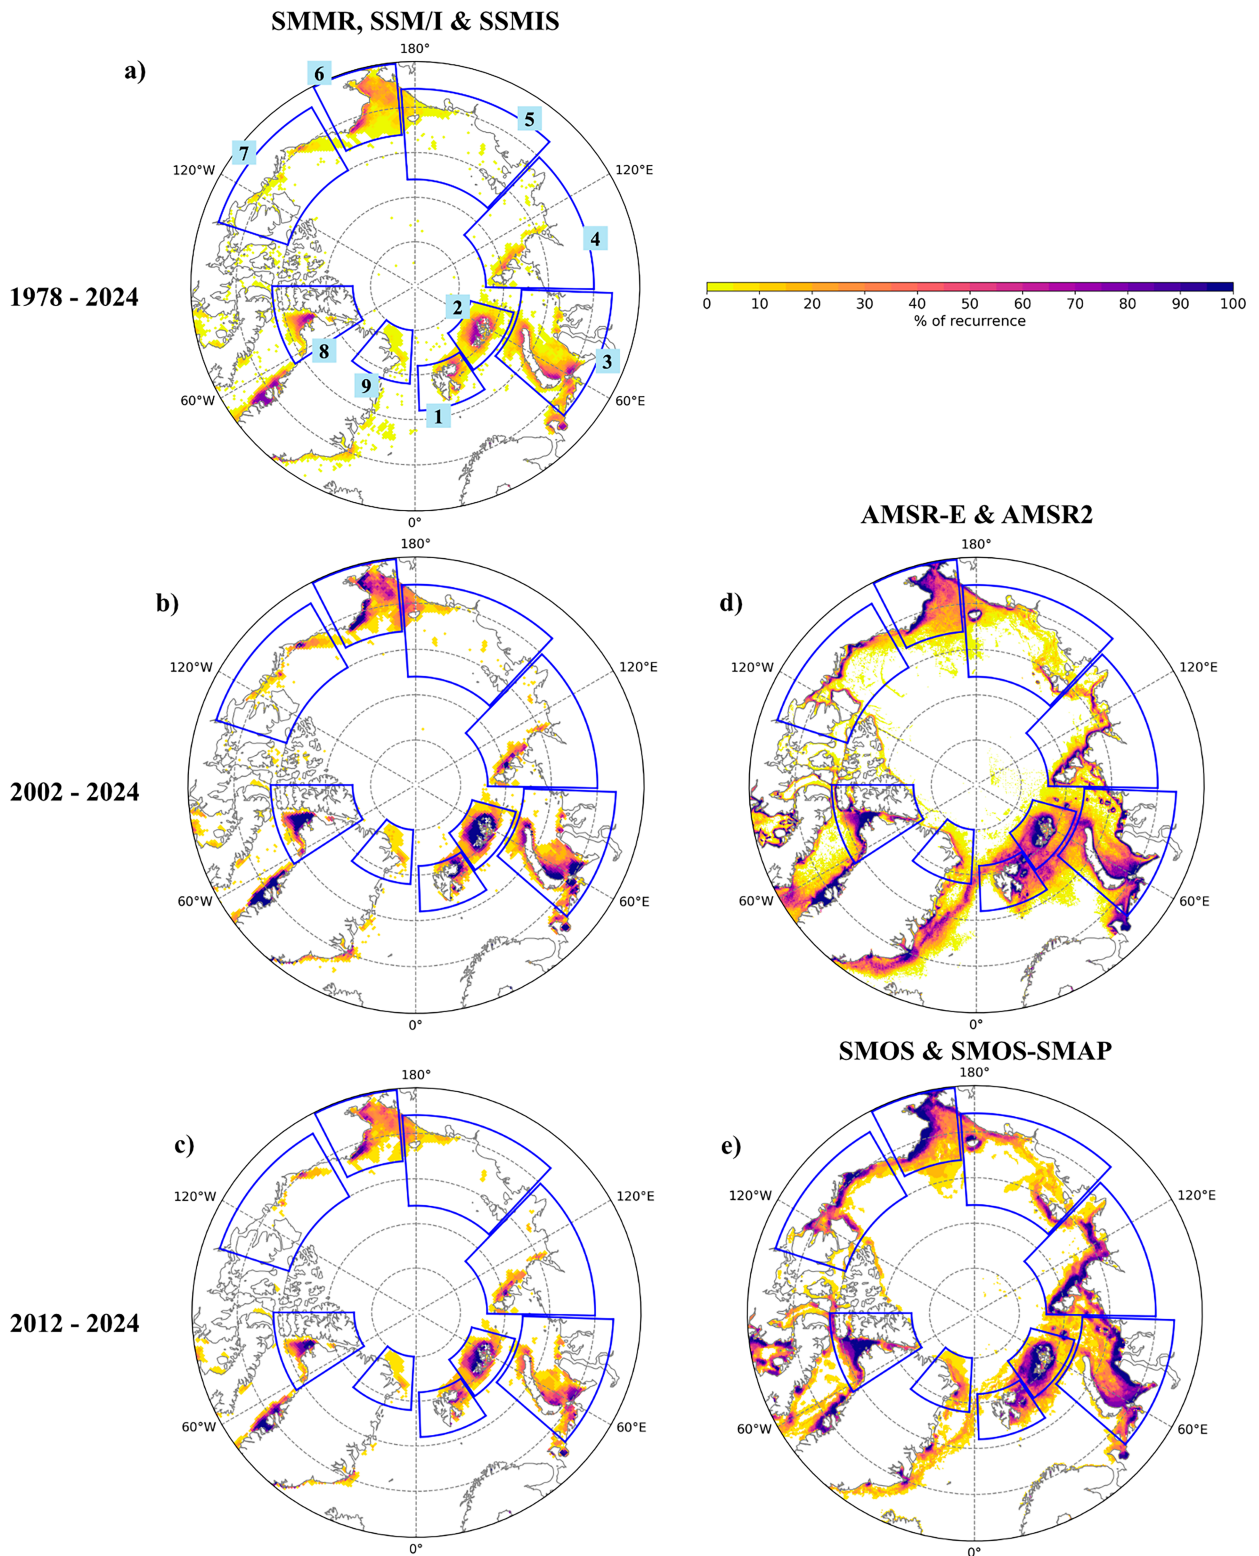 SMMR, SSM/I & SSMIS
a)
180°
6
5
7
120°W
120°E
4
1978 - 2024
2
0 10 20 30 40 50 60 70 80 90 100
% of recurrence
8
9
3
1
60°W
60°E
0°
AMSR-E & AMSR2
b)
180°
d)
180°
120°W
120°E
120°W
120°E
2002 - 2024
60°W
60°E
60°W
60°E
0°
0°
SMOS & SMOS-SMAP
c)
180°
e)
180°
120°W
120°E
120°W
120°E
2012 - 2024
60°W
60°E
60°W
60°E
0°
0°